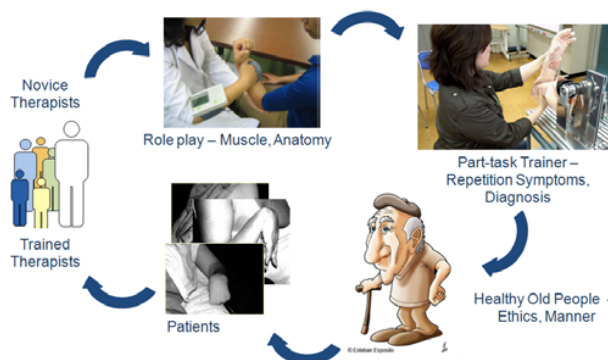 Novice
Therapists
Role play – Muscle, Anatomy
Part-task Trainer –
Repetition Symptoms,
Diagnosis
Healthy Old People -
Ethics, Manner
© Esteban Esposito
Patients
Trained
Therapists